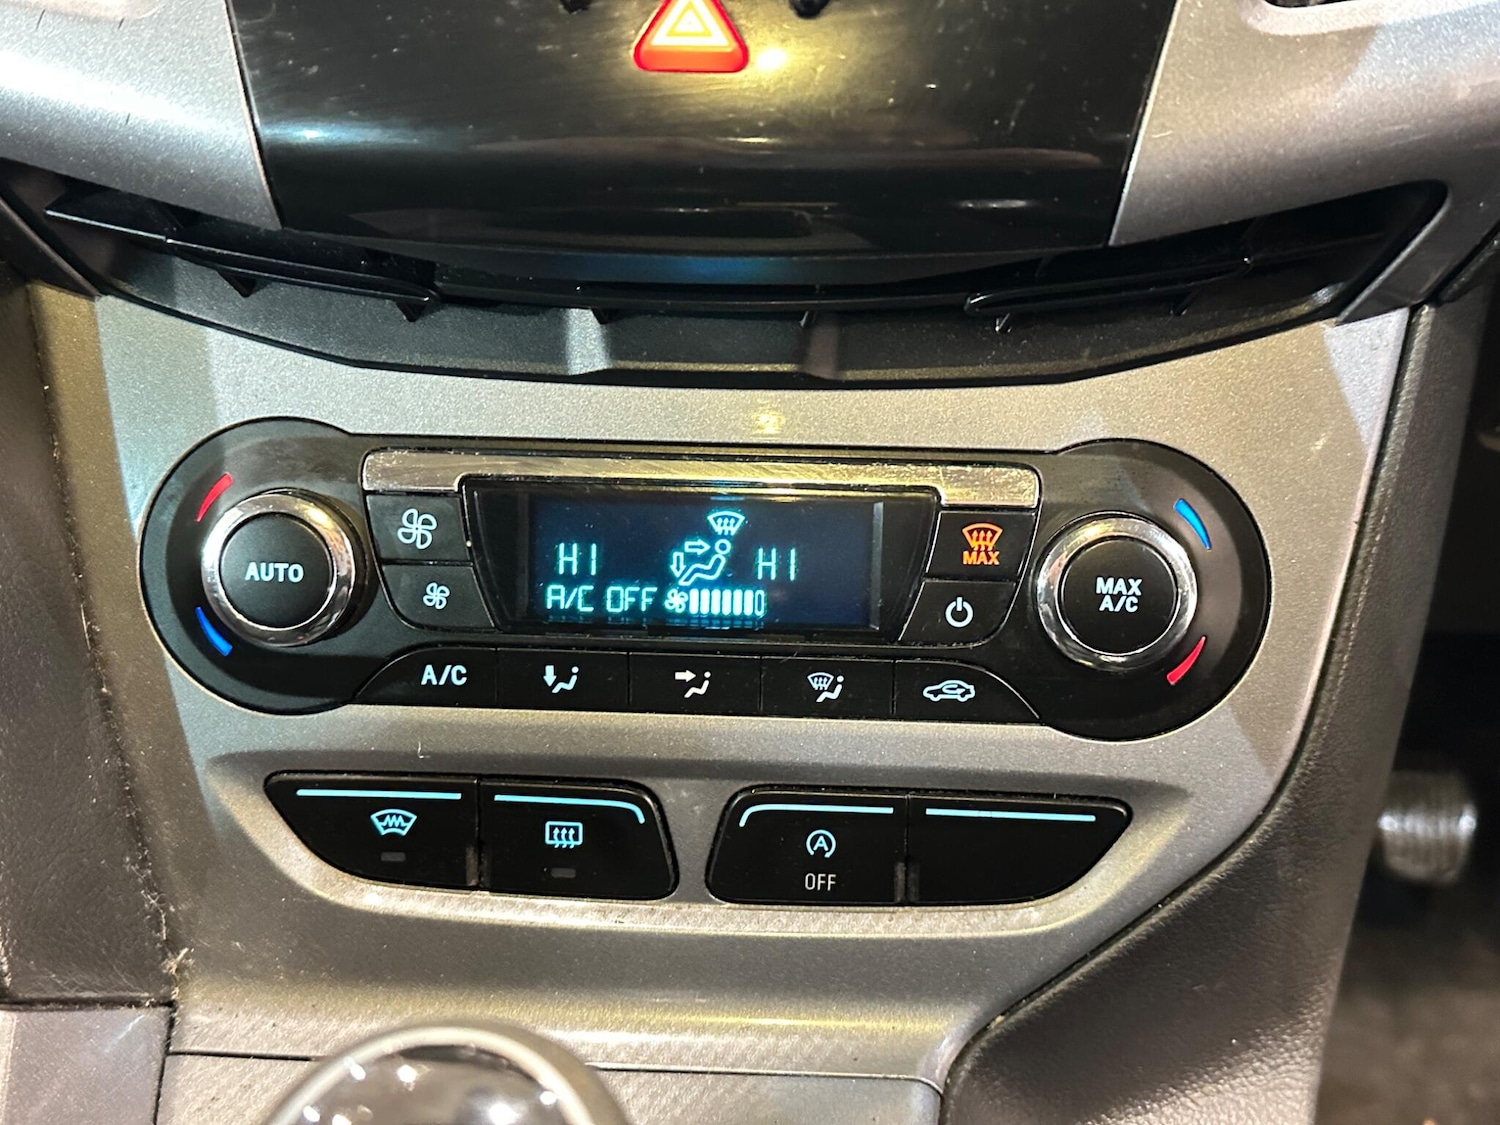 HI HI
A/C OFF
AUTO
MAX
MAX
A/C
A/C
A
OFF